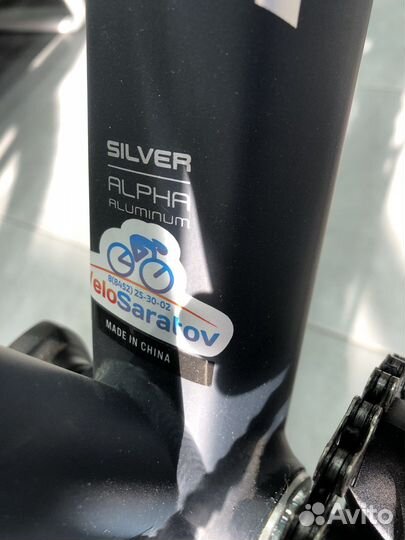 SILVER
ALPHA
ALUMINUM
8(8452) 25-30-02
VeloSaratov
MADE IN CHINA
Avito